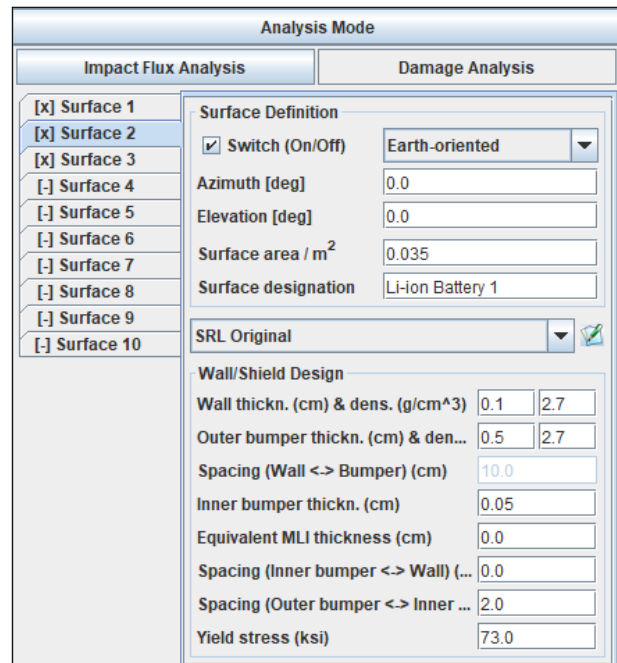 Analysis Mode
Impact Flux Analysis Damage Analysis
[x] Surface 1
[x] Surface 2
[x] Surface 3
[-] Surface 4
[-] Surface 5
[-] Surface 6
[-] Surface 7
[-] Surface 8
[-] Surface 9
[-] Surface 10
Surface Definition
Switch (On/Off) Earth-oriented
Azimuth [deg] 0.0
Elevation [deg] 0.0
Surface area / m² 0.035
Surface designation Li-ion Battery 1
SRL Original
Wall/Shield Design
Wall thickn. (cm) & dens. (g/cm^3) 0.1 2.7
Outer bumper thickn. (cm) & den... 0.5 2.7
Spacing (Wall <-> Bumper) (cm) 10.0
Inner bumper thickn. (cm) 0.05
Equivalent MLI thickness (cm) 0.0
Spacing (Inner bumper <-> Wall) (... 0.0
Spacing (Outer bumper <-> Inner ... 2.0
Yield stress (ksi) 73.0